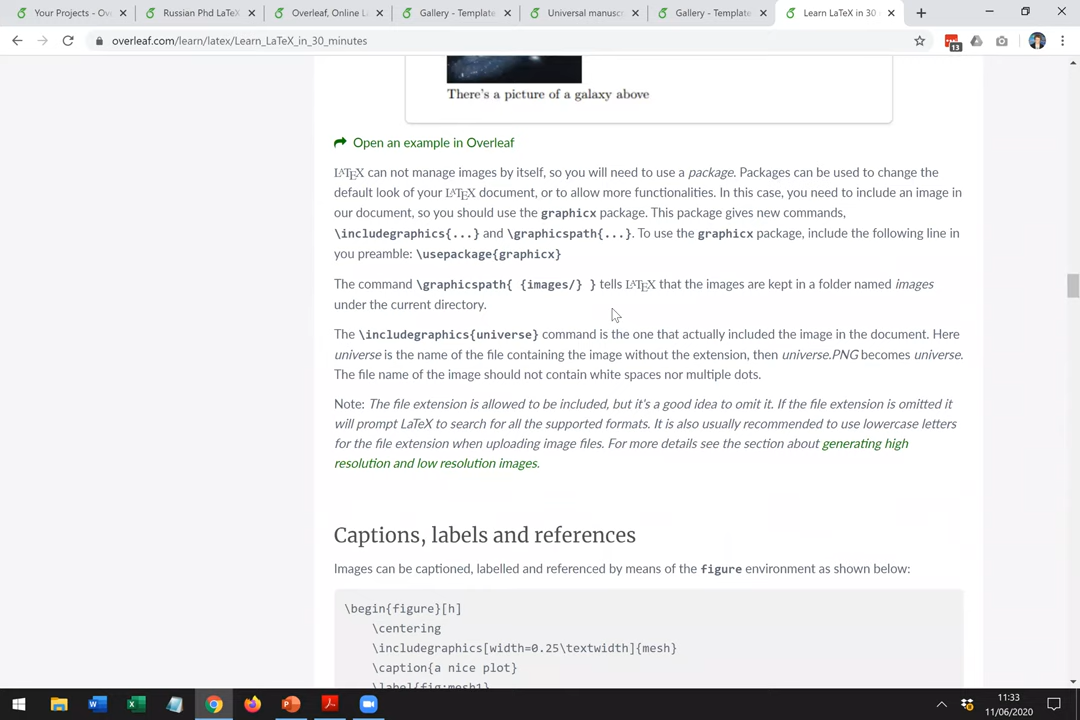 Your Projects - Ov
Russian Phd LaTeX
Overleaf, Online L
Gallery - Template
Universal manuscr
Gallery - Template
Learn LaTeX in 30
overleaf.com/learn/latex/Learn_LaTeX_in_30_minutes
13
There's a picture of a galaxy above
Open an example in Overleaf
LATEX can not manage images by itself, so you will need to use a package. Packages can be used to change the
default look of your LATEX document, or to allow more functionalities. In this case, you need to include an image in
our document, so you should use the graphicx package. This package gives new commands,
\includegraphics{...} and \graphicspath{...}. To use the graphicx package, include the following line in
you preamble: \usepackage{graphicx}
The command \graphicspath{ {images/} } tells LATEX that the images are kept in a folder named images
under the current directory.
The \includegraphics{universe} command is the one that actually included the image in the document. Here
universe is the name of the file containing the image without the extension, then universe.PNG becomes universe.
The file name of the image should not contain white spaces nor multiple dots.
Note: The file extension is allowed to be included, but it's a good idea to omit it. If the file extension is omitted it
will prompt LaTeX to search for all the supported formats. It is also usually recommended to use lowercase letters
for the file extension when uploading image files. For more details see the section about generating high
resolution and low resolution images.
Captions, labels and references
Images can be captioned, labelled and referenced by means of the figure environment as shown below:
\begin{figure}[h]
\centering
\includegraphics[width=0.25\textwidth]{mesh}
\caption{a nice plot}
\label{fig:mesh1}
11:33
11/06/2020